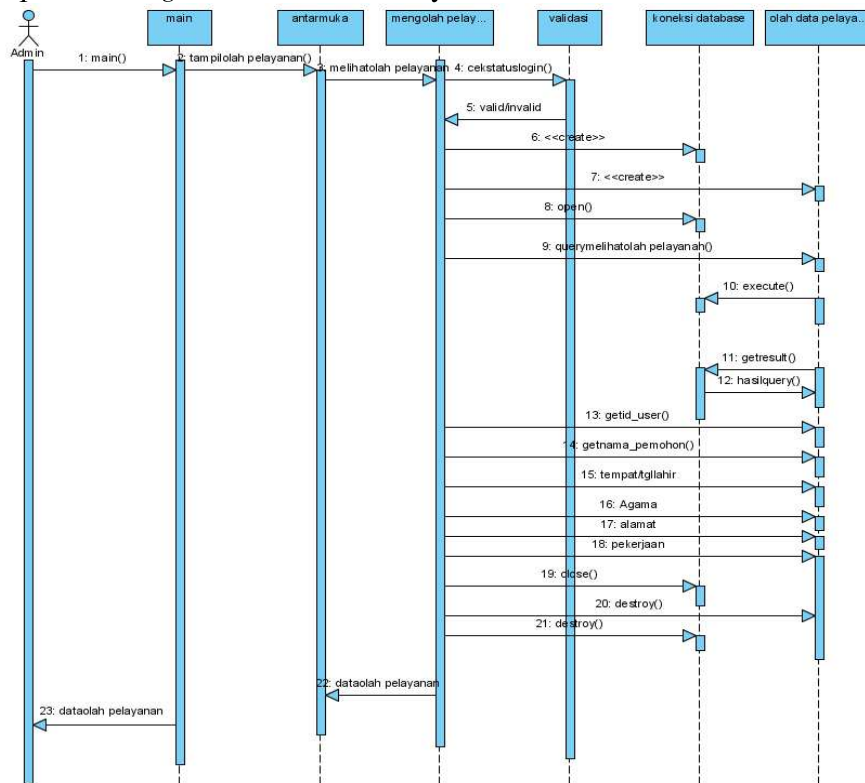 main
antarmuka
mengolah pelay...
validasi
koneksi database
olah data pelaya...
Admin
1: main()
2: tampilolah pelayanan()
3: melihatolah pelayanan
4: cekstatuslogin()
5: valid/invalid
6: <<create>>
7: <<create>>
8: open()
9: querymelihatolah pelayanah()
10: execute()
11: getresult()
12: hasilquery()
13: getid_user()
14: getnama_pemohon()
15: tempat/tgllahir
16: Agama
17: alamat
18: pekerjaan
19: close()
20: destroy()
21: destroy()
22: dataolah pelayanan
23: dataolah pelayanan